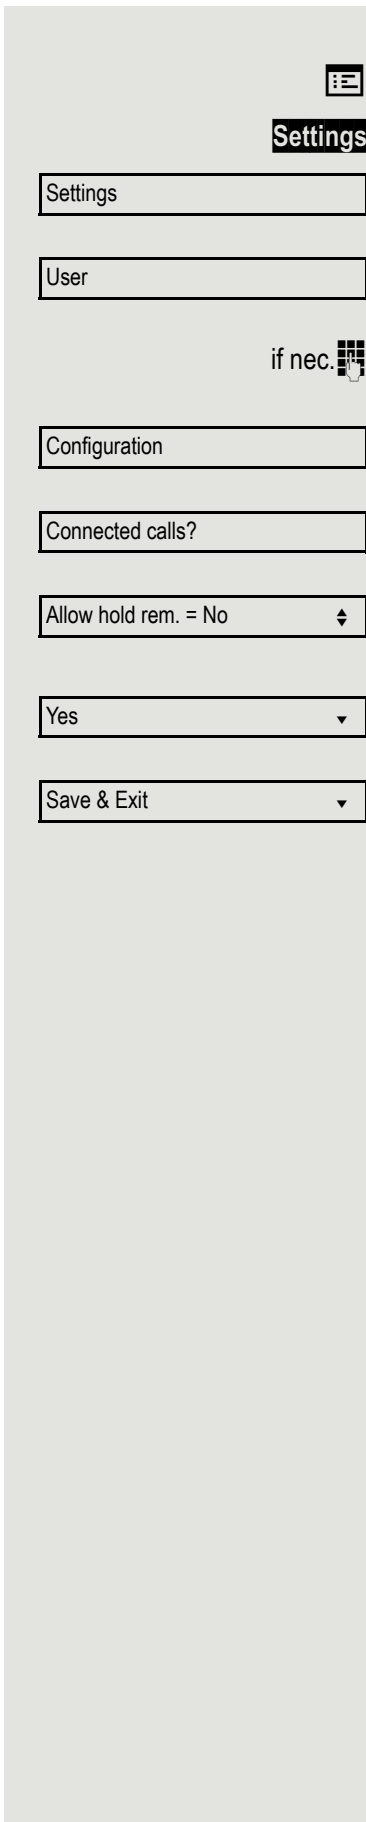 Settings
Settings
User
if nec.
Configuration
Connected calls?
Allow hold rem. = No
Yes
Save & Exit